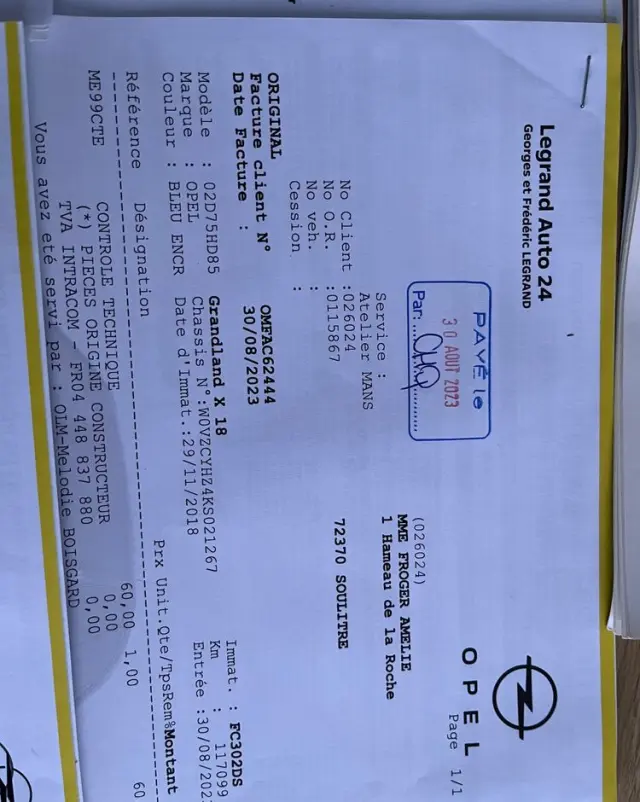 Legrand Auto 24
Georges et Frédéric LEGRAND
OPEL
Page 1/1
PAYÉ le
30 AOUT 2023
Par:
Service :
Atelier MANS
No Client :026024
No O.R. :0115867
No veh. :
Cession :
(026024)
MME FROGER AMELIE
1 Hameau de la Roche
72370 SOULITRE
ORIGINAL
Facture client N° OMFAC62444
Date Facture : 30/08/2023
Modèle : 02D75HD85 Grandland X 18 Immat. : FC302DS
Marque : OPEL Chassis N°:W0VZCYHZ4KS021267 Km : 117099
Couleur : BLEU ENCR Date d'Immat.:29/11/2018 Entrée :30/08/202
Référence Désignation Prx Unit.Qte/TpsRem%Montant
ME99CTE CONTROLE TECHNIQUE 60,00 1,00 60
(*) PIECES ORIGINE CONSTRUCTEUR 0,00
TVA INTRACOM - FR04 448 837 880 0,00
Vous avez eté servi par : OLM-Melodie BOISGARD